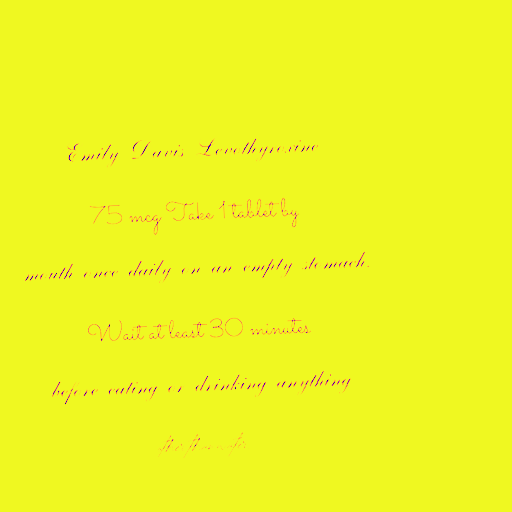 Emily Davis Levothyroxine
75 mcg Take 1 tablet by
mouth once daily on an empty stomach.
Wait at least 30 minutes
before eating or drinking anything